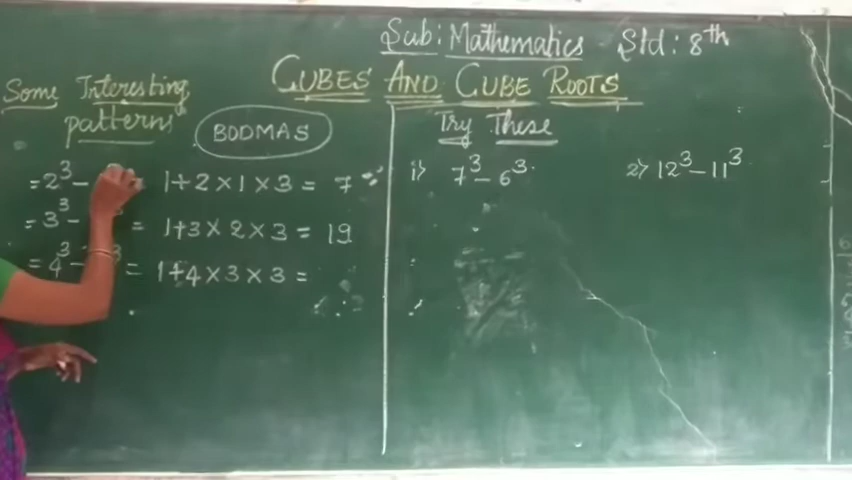 Sub: Mathematics Std: 8th
CUBES AND CUBE ROOTS
Some Interesting
patterns
BODMAS
= 2³ - = 1+2×1×3 = 7
= 3³ - = 1+3×2×3 = 19
= 4³ - ³ = 1+4×3×3 =
Try These
1) 7³ - 6³
2) 12³ - 11³